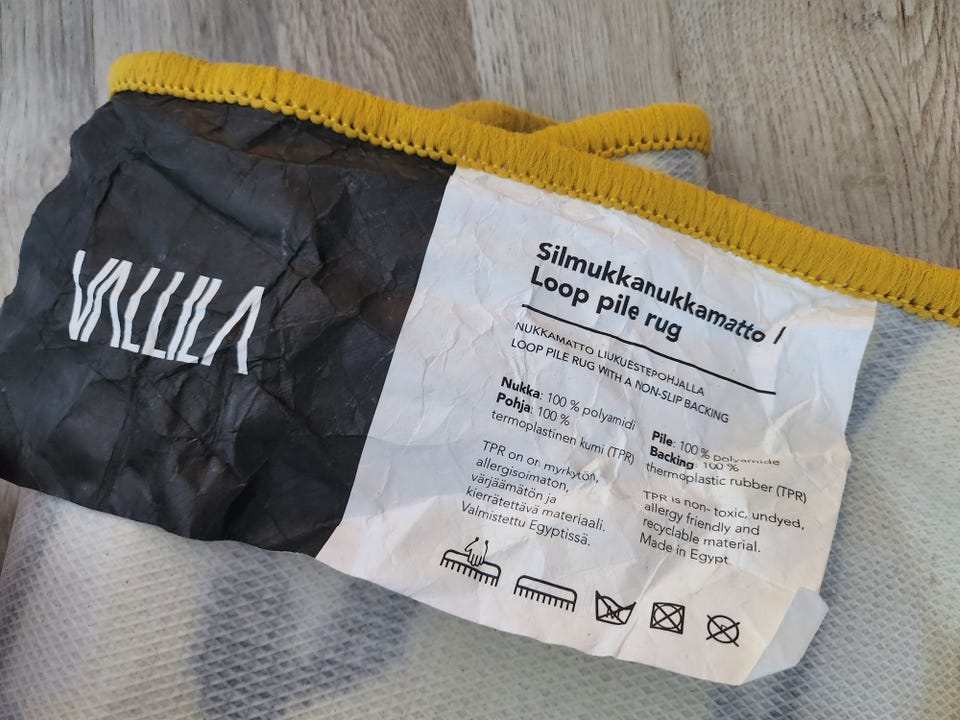 VALLILA
Silmukkanukkamatto /
Loop pile rug
NUKKAMATTO LIUKUESTEPOHJALLA
LOOP PILE RUG WITH A NON-SLIP BACKING
Nukka: 100 % polyamidi
Pohja: 100 %
termoplastinen kumi (TPR)
TPR on on myrkytön,
allergisoimaton,
värjäämätön ja
kierrätettävä materiaali.
Valmistettu Egyptissä.
Pile: 100 % polyamide
Backing: 100 %
thermoplastic rubber (TPR)
TPR is non- toxic, undyed,
allergy friendly and
recyclable material.
Made in Egypt.